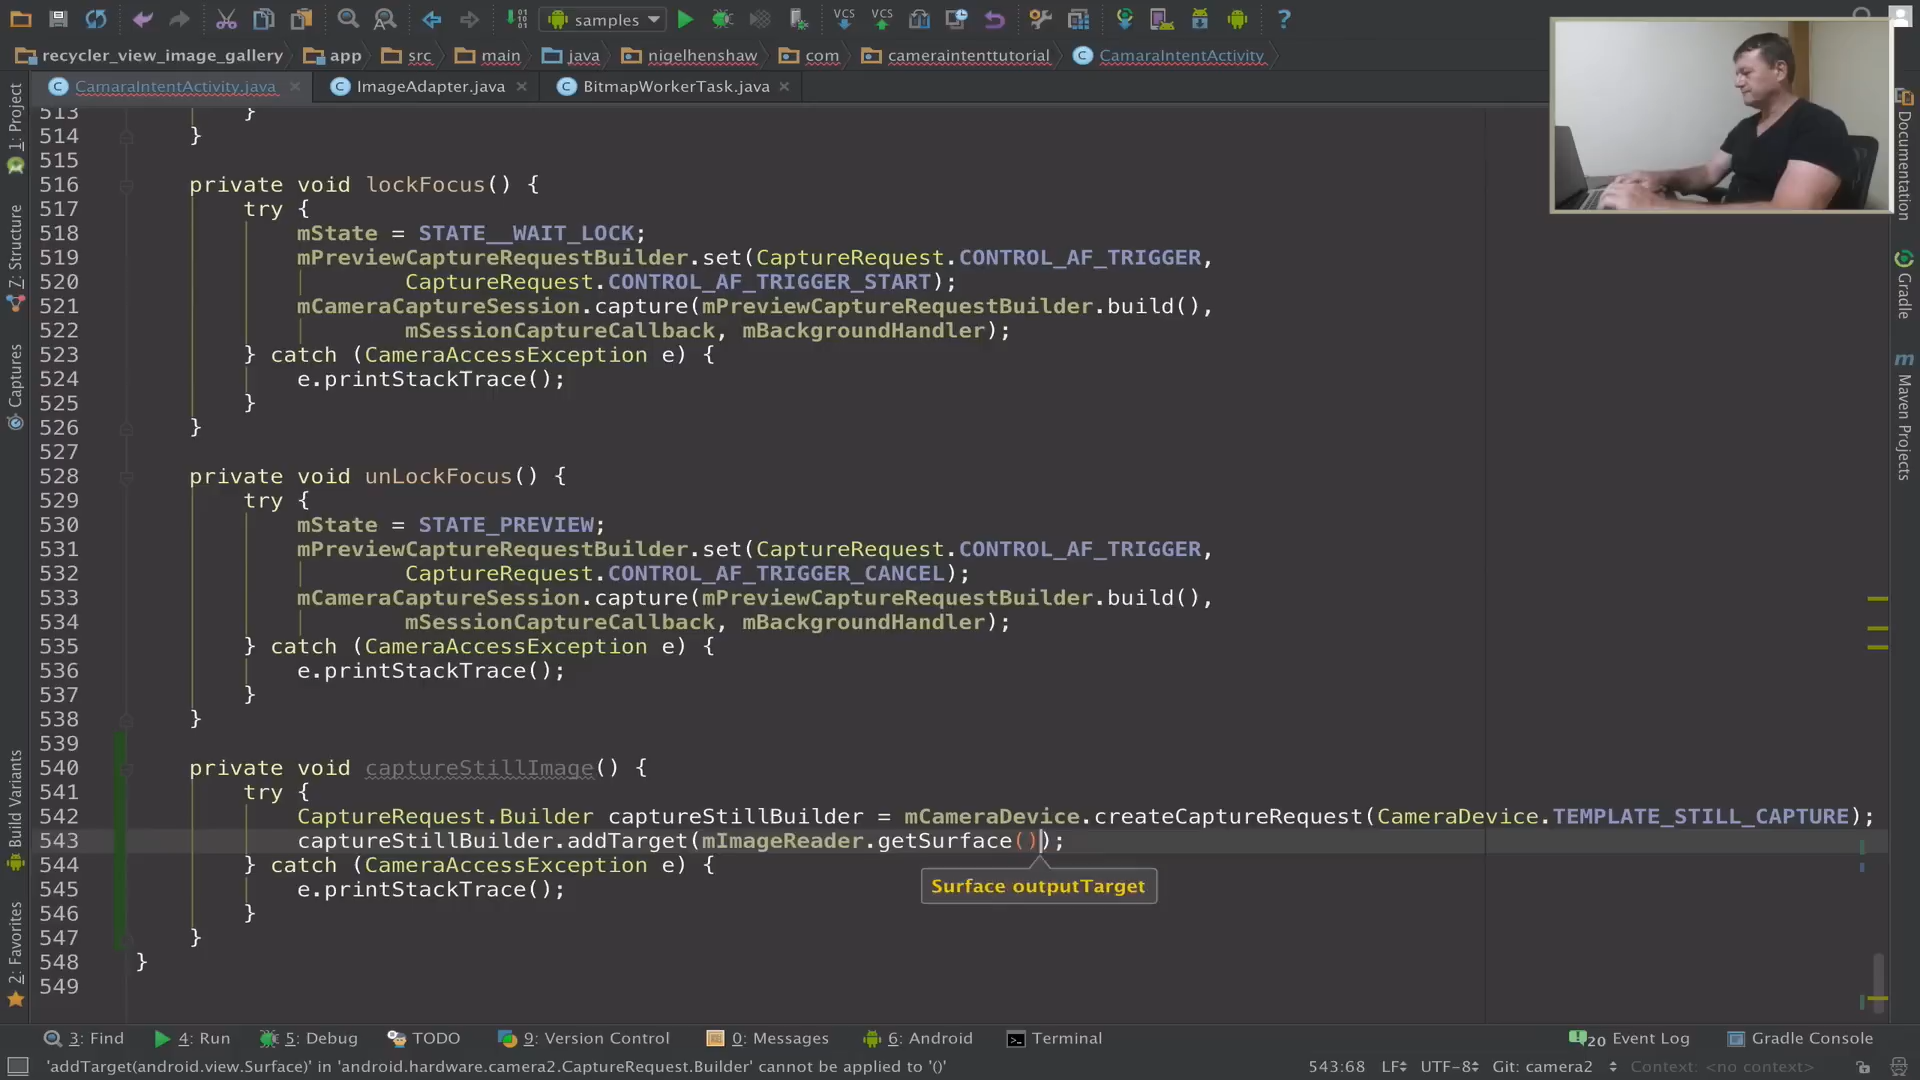 samples
recycler_view_image_gallery app src main java nigelhenshaw com cameraintenttutorial CamaraIntentActivity
CamaraIntentActivity.java ImageAdapter.java BitmapWorkerTask.java
1: Project
7: Structure
Captures
Build Variants
2: Favorites
513 }
514 }
515
516 private void lockFocus() {
517 try {
518 mState = STATE__WAIT_LOCK;
519 mPreviewCaptureRequestBuilder.set(CaptureRequest.CONTROL_AF_TRIGGER,
520 CaptureRequest.CONTROL_AF_TRIGGER_START);
521 mCameraCaptureSession.capture(mPreviewCaptureRequestBuilder.build(),
522 mSessionCaptureCallback, mBackgroundHandler);
523 } catch (CameraAccessException e) {
524 e.printStackTrace();
525 }
526 }
527
528 private void unLockFocus() {
529 try {
530 mState = STATE_PREVIEW;
531 mPreviewCaptureRequestBuilder.set(CaptureRequest.CONTROL_AF_TRIGGER,
532 CaptureRequest.CONTROL_AF_TRIGGER_CANCEL);
533 mCameraCaptureSession.capture(mPreviewCaptureRequestBuilder.build(),
534 mSessionCaptureCallback, mBackgroundHandler);
535 } catch (CameraAccessException e) {
536 e.printStackTrace();
537 }
538 }
539
540 private void captureStillImage() {
541 try {
542 CaptureRequest.Builder captureStillBuilder = mCameraDevice.createCaptureRequest(CameraDevice.TEMPLATE_STILL_CAPTURE);
543 captureStillBuilder.addTarget(mImageReader.getSurface());
544 } catch (CameraAccessException e) {
Surface outputTarget
545 e.printStackTrace();
546 }
547 }
548 }
549
Documentation
Gradle
Maven Projects
3: Find 4: Run 5: Debug TODO 9: Version Control 0: Messages 6: Android Terminal 20 Event Log Gradle Console
'addTarget(android.view.Surface)' in 'android.hardware.camera2.CaptureRequest.Builder' cannot be applied to '()' 543:68 LF UTF-8 Git: camera2 Context: <no context>